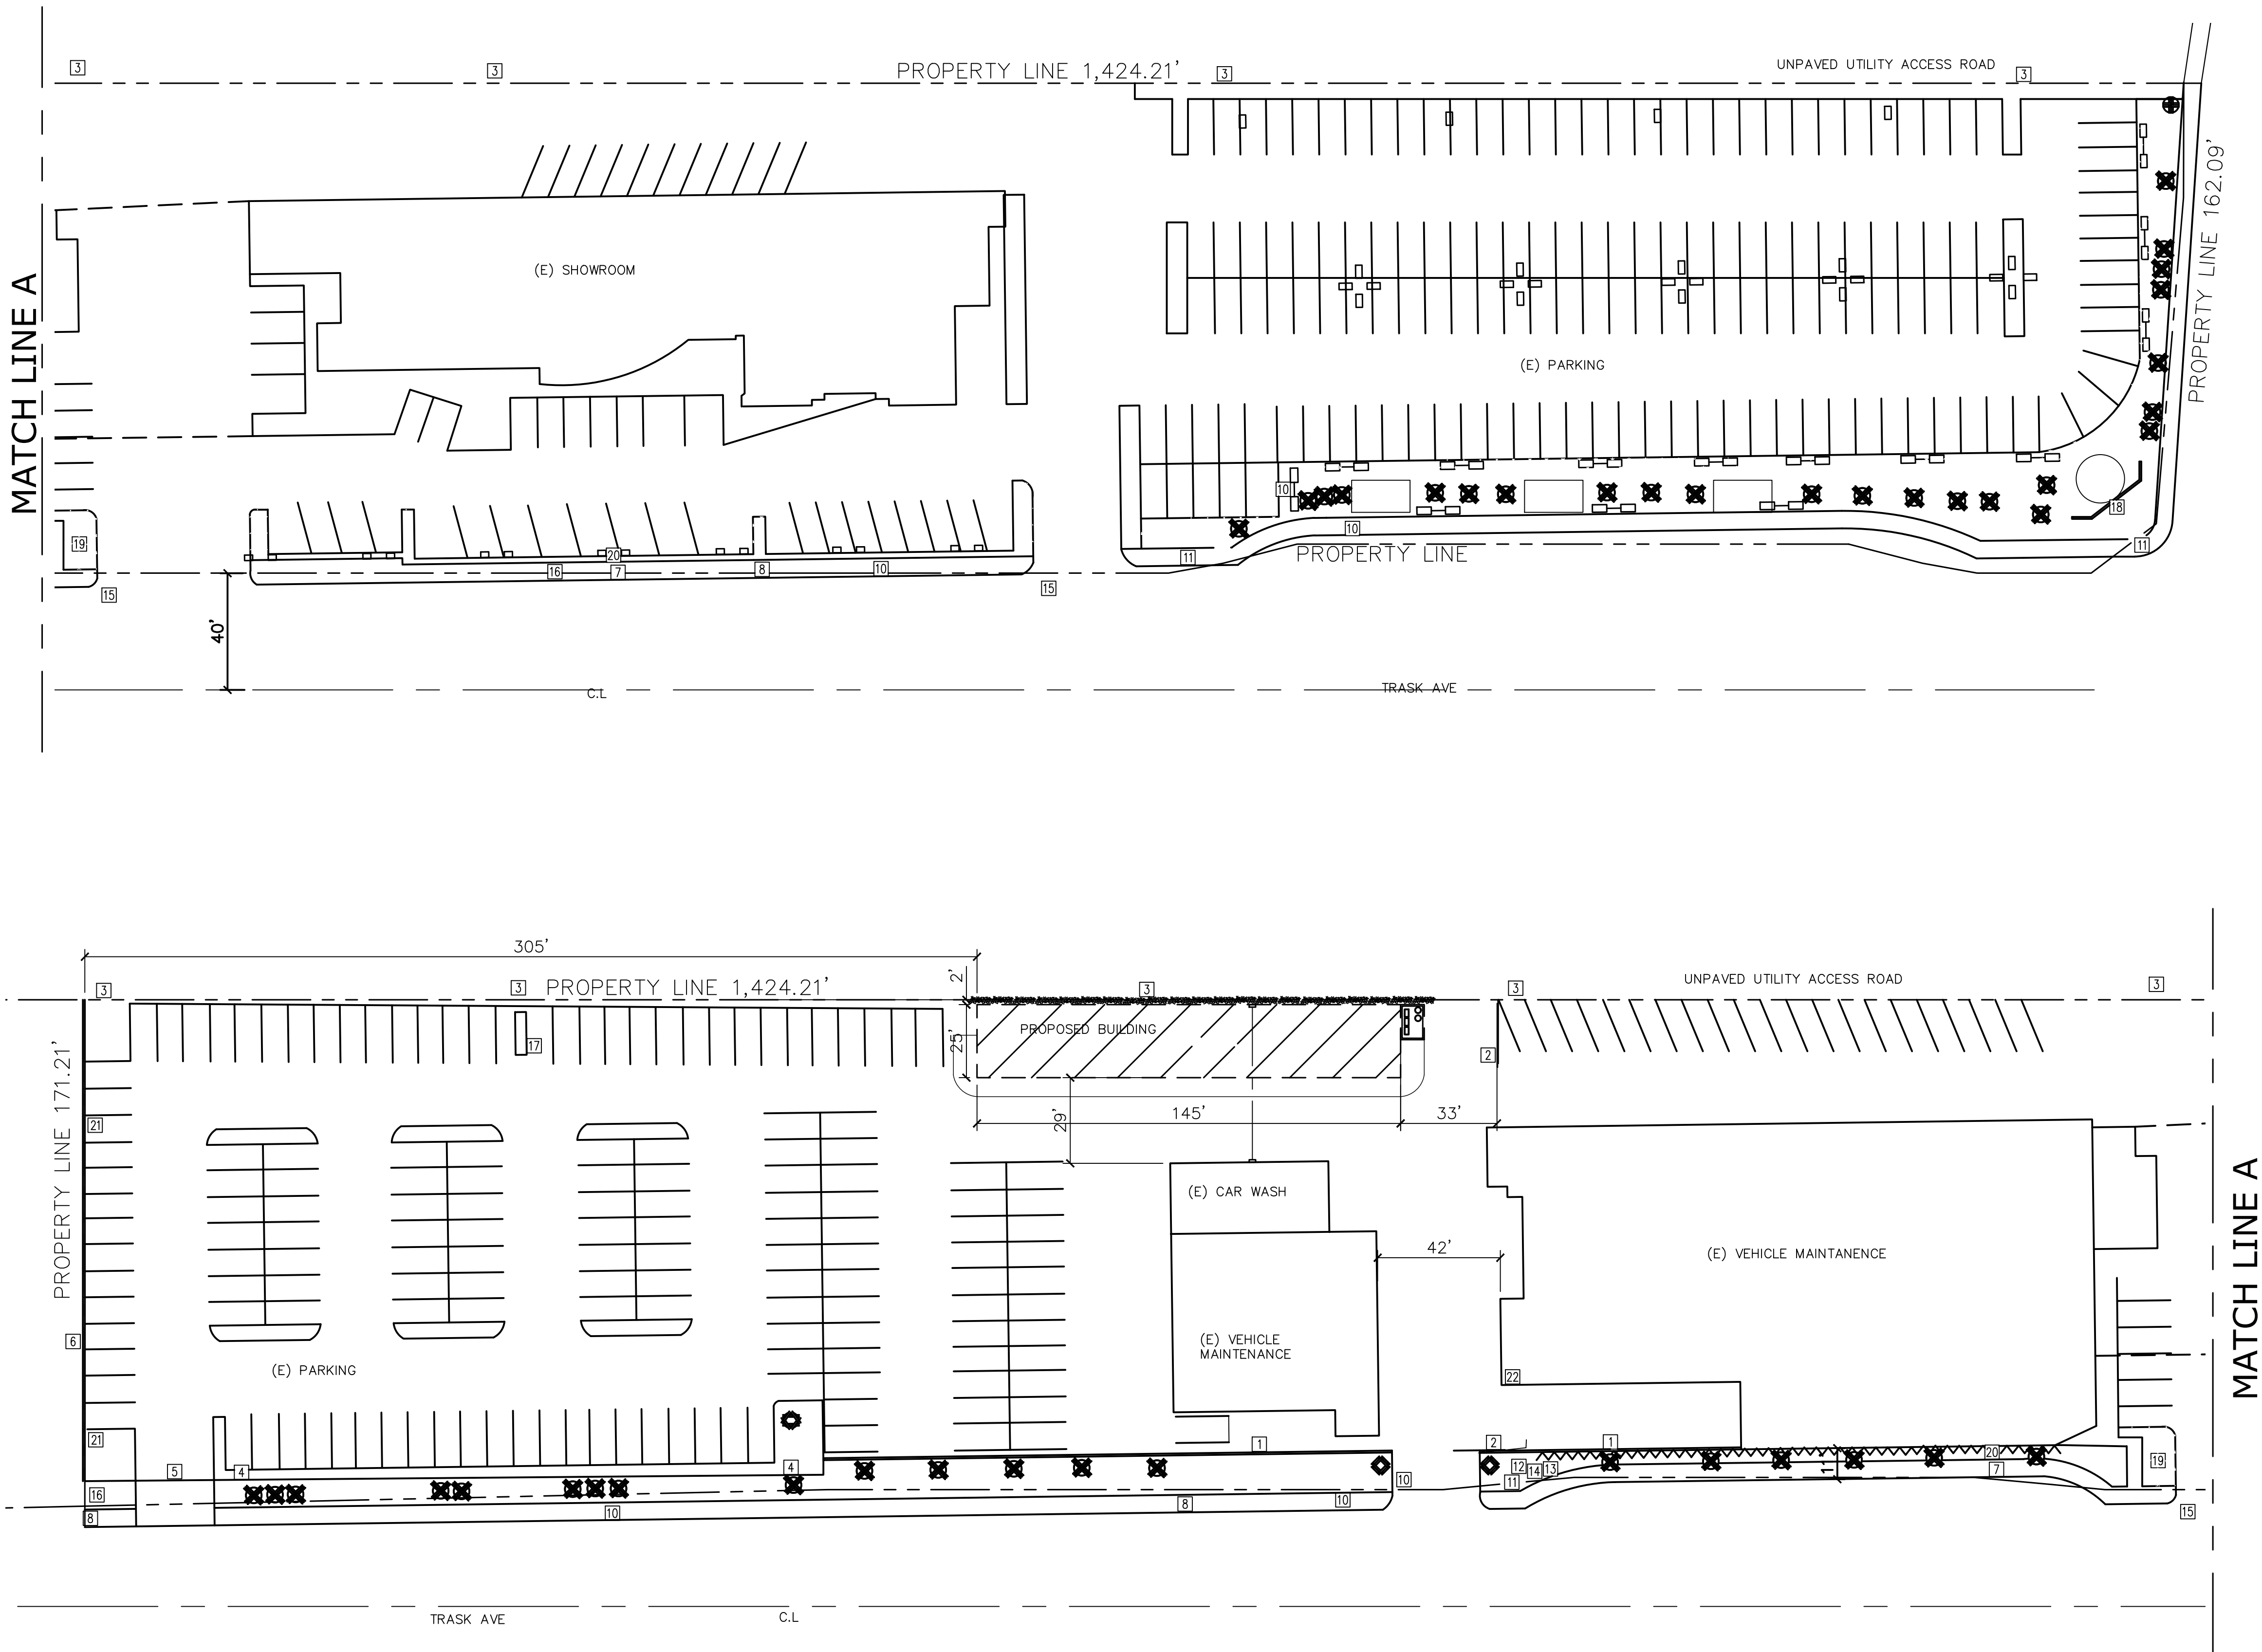 3
3
PROPERTY LINE 1,424.21'
3
UNPAVED UTILITY ACCESS ROAD
3
PROPERTY LINE 162.09'
(E) SHOWROOM
MATCH LINE A
(E) PARKING
10
18
19
20
10
PROPERTY LINE
11
11
16
7
8
10
15
15
40'
C.L
TRASK AVE
305'
2'
3
3
PROPERTY LINE 1,424.21'
3
3
UNPAVED UTILITY ACCESS ROAD
3
PROPOSED BUILDING
25'
17
2
PROPERTY LINE 171.21'
145'
33'
29'
21
(E) CAR WASH
42'
(E) VEHICLE MAINTANENCE
MATCH LINE A
6
(E) VEHICLE
MAINTENANCE
(E) PARKING
22
21
1
2
1
20
5
4
4
10
12
14
13
11
7
19
16
8
10
8
10
15
TRASK AVE
C.L